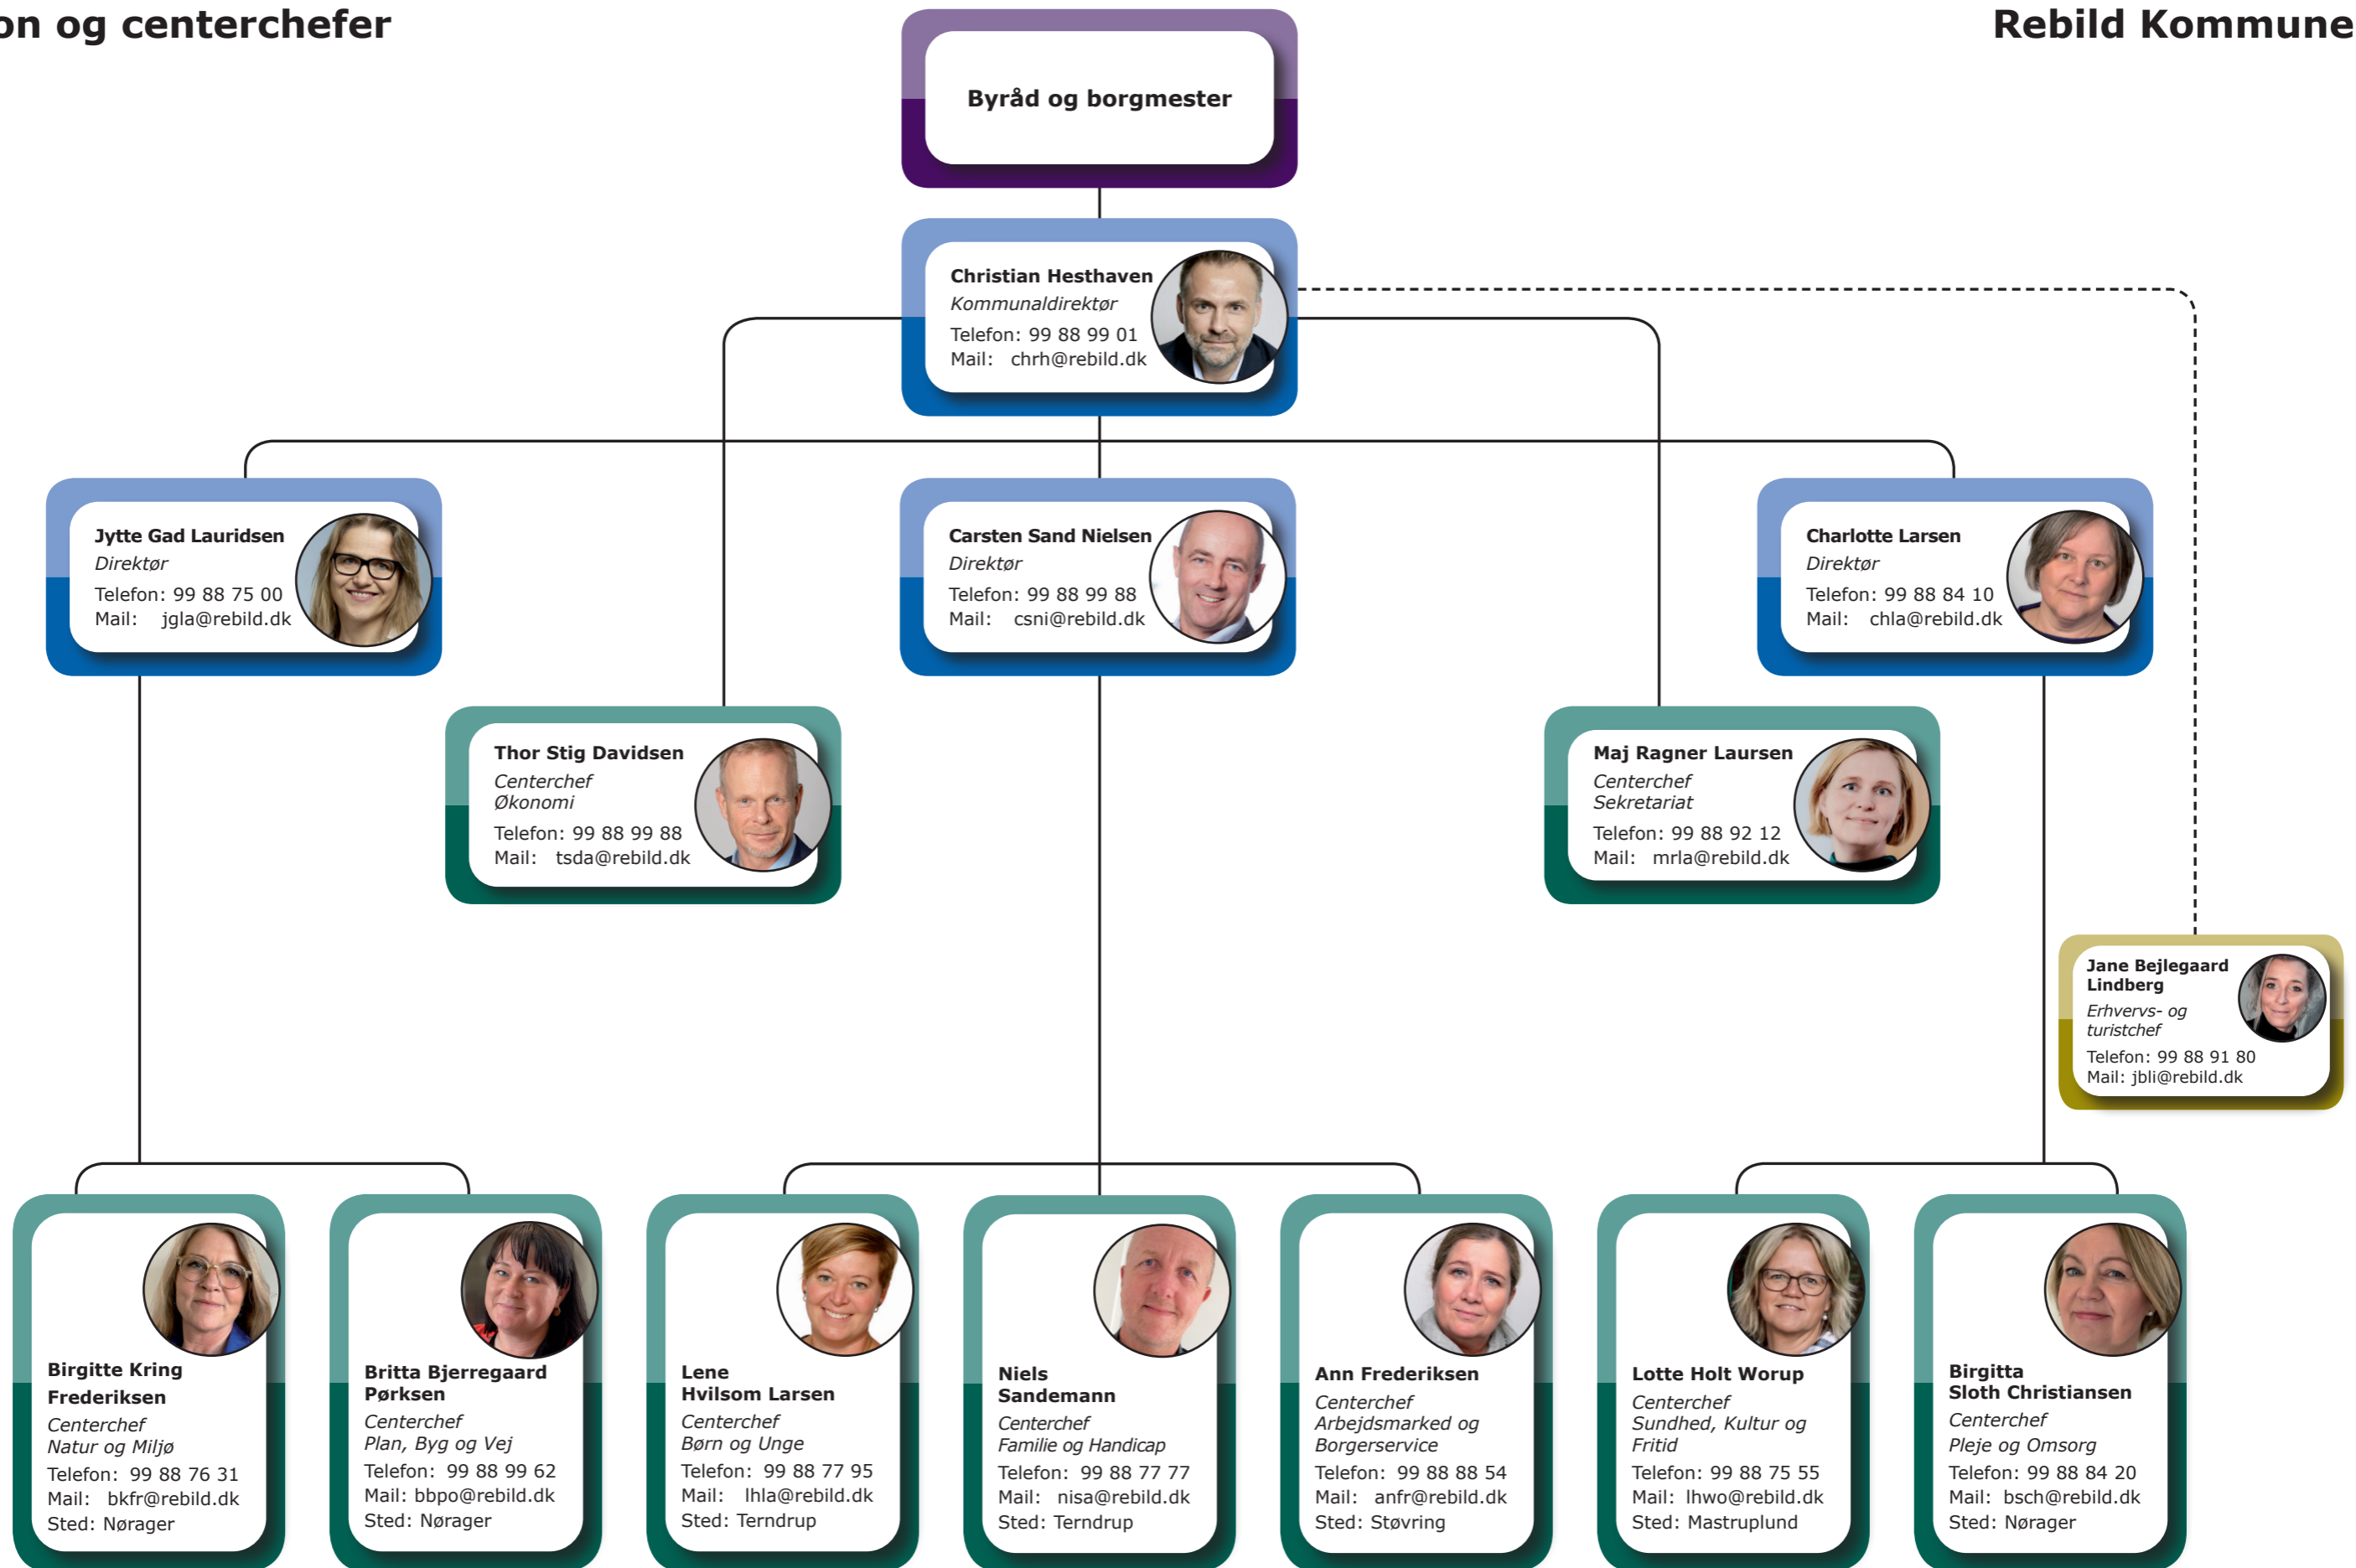 on og centerchefer
Rebild Kommune
Byråd og borgmester
Christian Hesthaven
Kommunaldirektør
Telefon: 99 88 99 01
Mail: chrh@rebild.dk
Jytte Gad Lauridsen
Direktør
Telefon: 99 88 75 00
Mail: jgla@rebild.dk
Carsten Sand Nielsen
Direktør
Telefon: 99 88 99 88
Mail: csni@rebild.dk
Charlotte Larsen
Direktør
Telefon: 99 88 84 10
Mail: chla@rebild.dk
Thor Stig Davidsen
Centerchef
Økonomi
Telefon: 99 88 99 88
Mail: tsda@rebild.dk
Maj Ragner Laursen
Centerchef
Sekretariat
Telefon: 99 88 92 12
Mail: mrla@rebild.dk
Jane Bejlegaard
Lindberg
Erhvervs- og
turistchef
Telefon: 99 88 91 80
Mail: jbli@rebild.dk
Birgitte Kring
Frederiksen
Centerchef
Natur og Miljø
Telefon: 99 88 76 31
Mail: bkfr@rebild.dk
Sted: Nørager
Britta Bjerregaard
Pørksen
Centerchef
Plan, Byg og Vej
Telefon: 99 88 99 62
Mail: bbpo@rebild.dk
Sted: Nørager
Lene
Hvilsom Larsen
Centerchef
Børn og Unge
Telefon: 99 88 77 95
Mail: lhla@rebild.dk
Sted: Terndrup
Niels
Sandemann
Centerchef
Familie og Handicap
Telefon: 99 88 77 77
Mail: nisa@rebild.dk
Sted: Terndrup
Ann Frederiksen
Centerchef
Arbejdsmarked og
Borgerservice
Telefon: 99 88 88 54
Mail: anfr@rebild.dk
Sted: Støvring
Lotte Holt Worup
Centerchef
Sundhed, Kultur og
Fritid
Telefon: 99 88 75 55
Mail: lhwo@rebild.dk
Sted: Mastruplund
Birgitta
Sloth Christiansen
Centerchef
Pleje og Omsorg
Telefon: 99 88 84 20
Mail: bsch@rebild.dk
Sted: Nørager